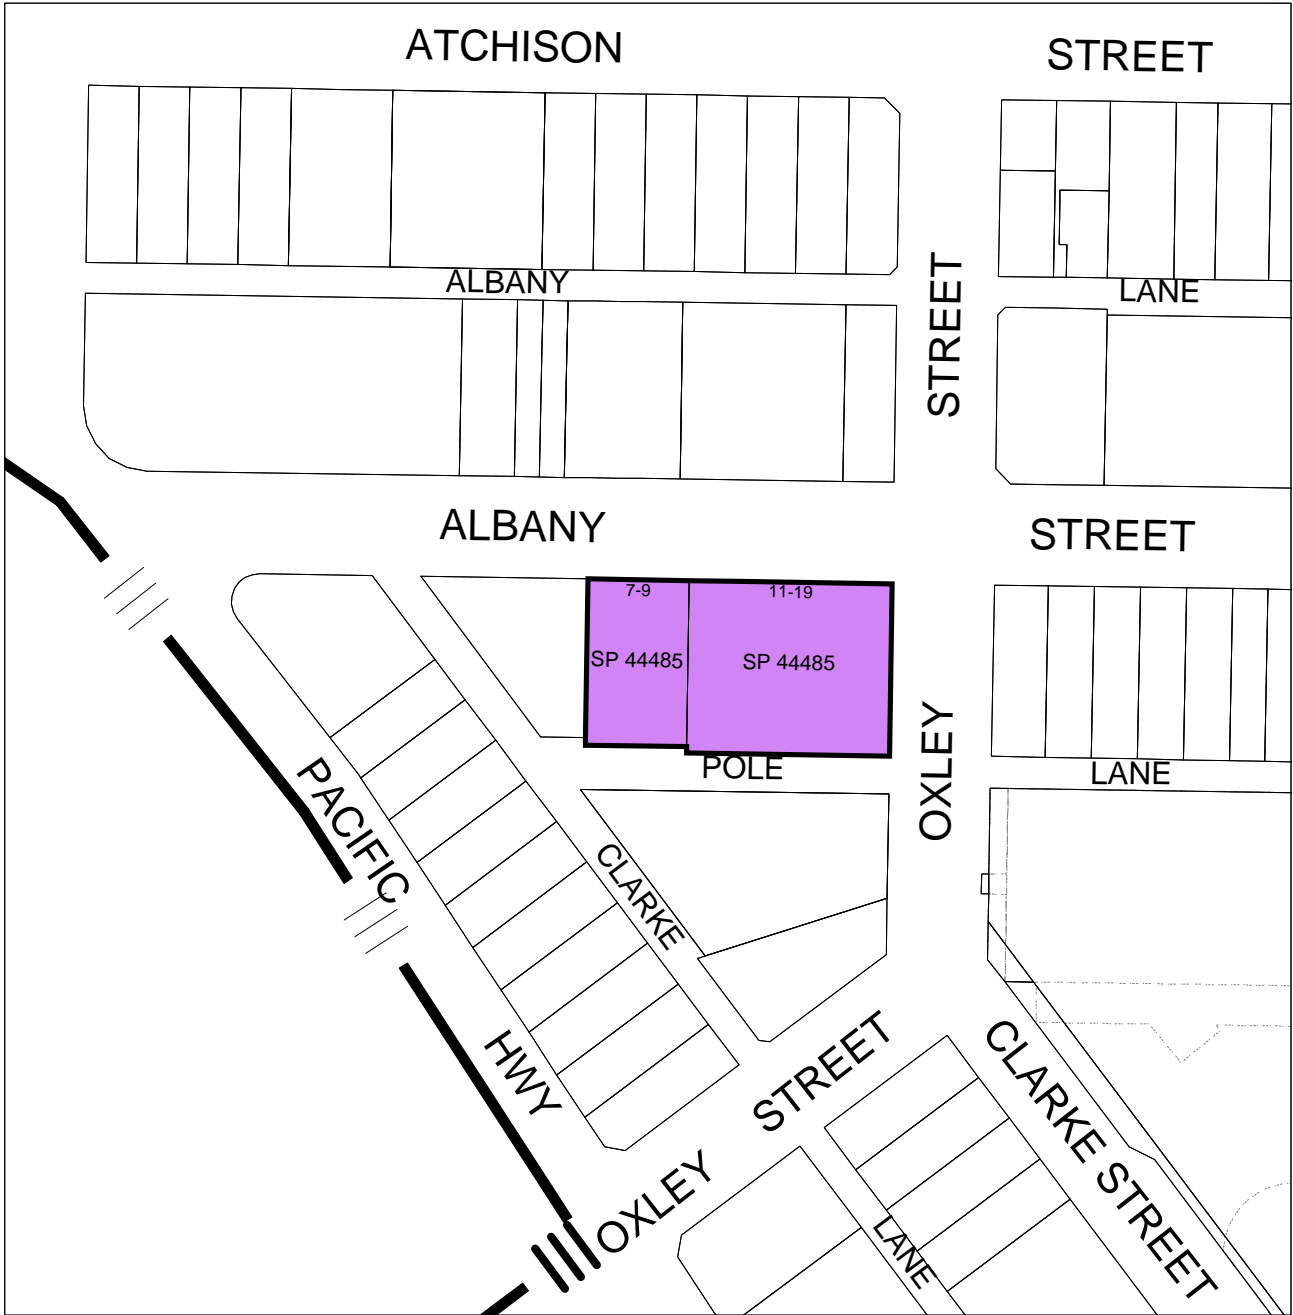 ATCHISON
STREET
ALBANY
LANE
STREET
ALBANY
STREET
7-9
11-19
SP 44485
SP 44485
OXLEY
POLE
LANE
PACIFIC
CLARKE
HWY
STREET
OXLEY
CLARKE STREET
LANE